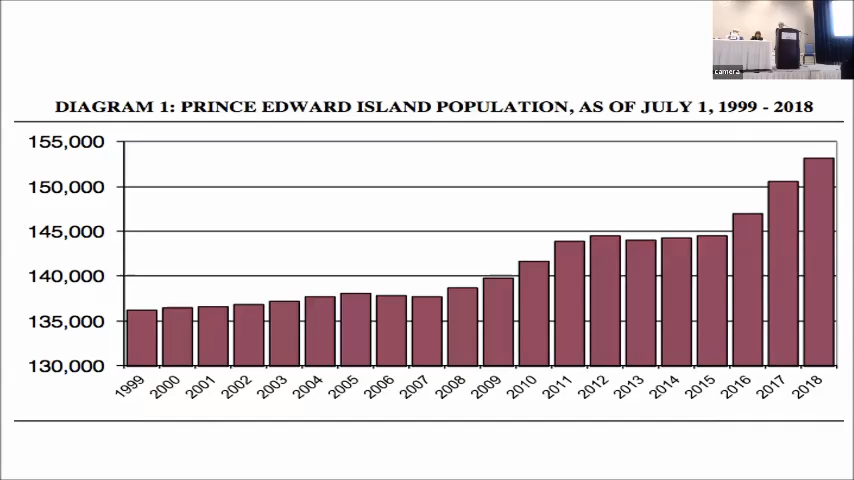 camera
DIAGRAM 1: PRINCE EDWARD ISLAND POPULATION, AS OF JULY 1, 1999 - 2018
155,000
150,000
145,000
140,000
135,000
130,000
1999 2000 2001 2002 2003 2004 2005 2006 2007 2008 2009 2010 2011 2012 2013 2014 2015 2016 2017 2018